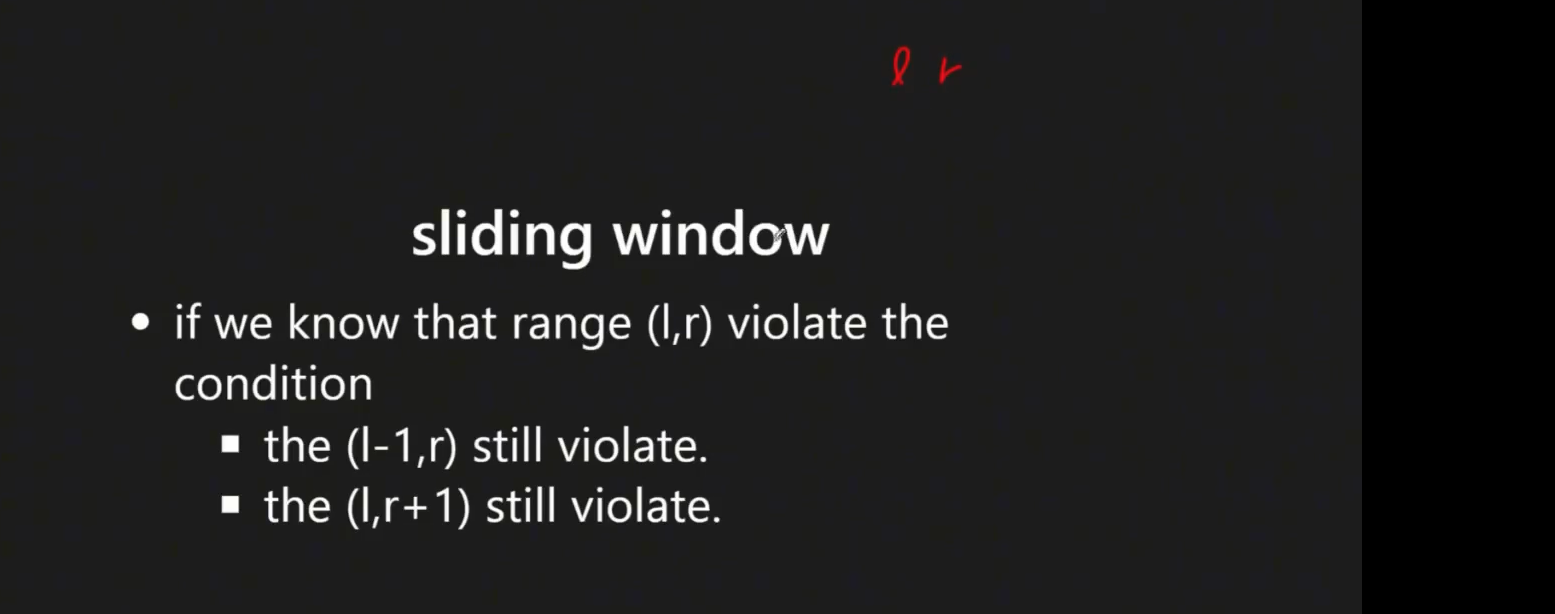 l r
sliding window
• if we know that range (l,r) violate the
condition
▪ the (l-1,r) still violate.
▪ the (l,r+1) still violate.